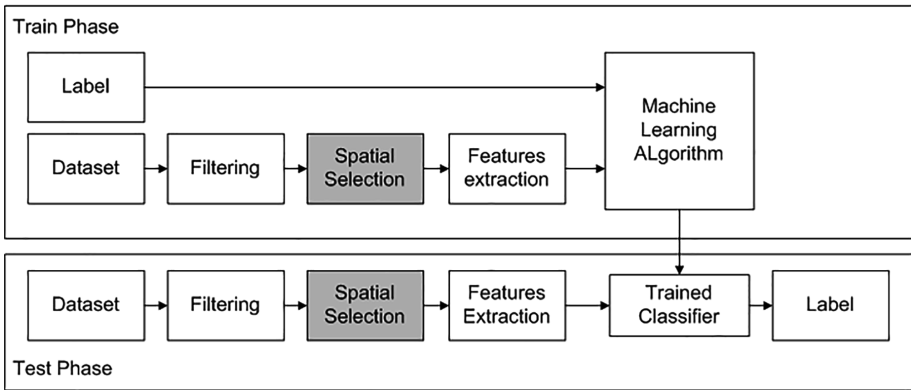 Train Phase
Label
Machine
Learning
ALgorithm
Dataset
Filtering
Spatial
Selection
Features
extraction
Dataset
Filtering
Spatial
Selection
Features
Extraction
Trained
Classifier
Label
Test Phase